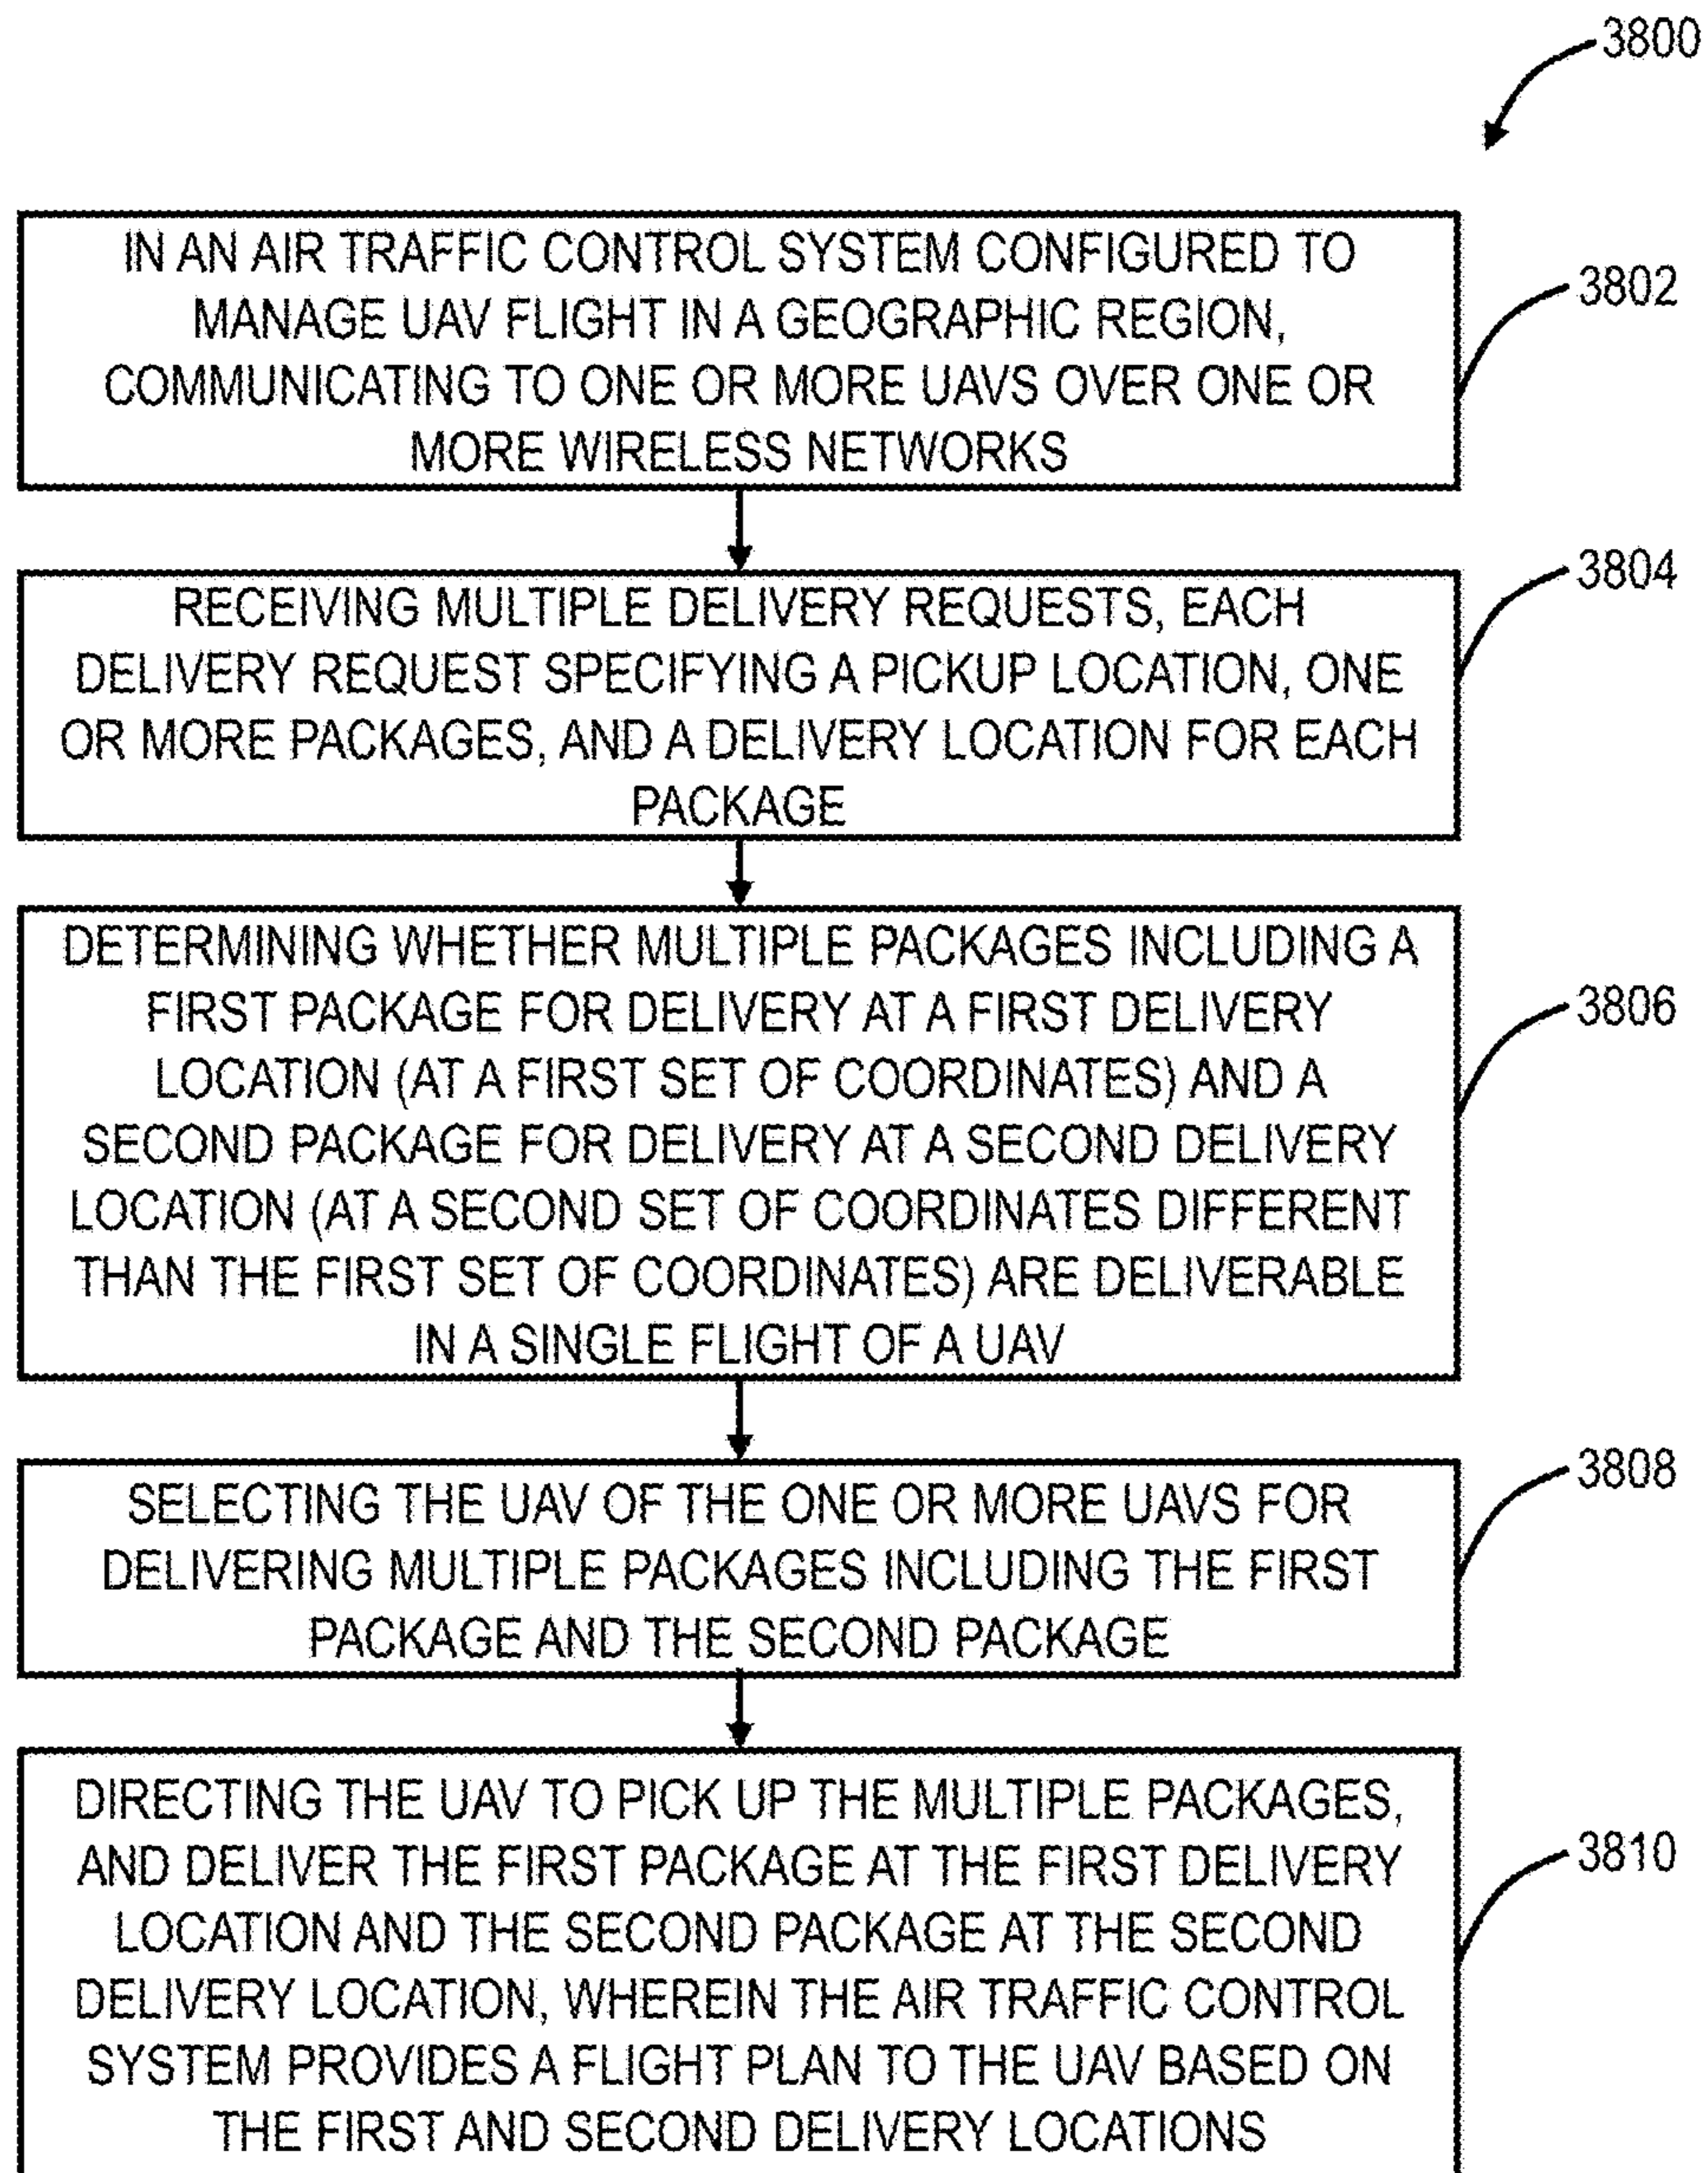 3800
IN AN AIR TRAFFIC CONTROL SYSTEM CONFIGURED TO
MANAGE UAV FLIGHT IN A GEOGRAPHIC REGION,
COMMUNICATING TO ONE OR MORE UAVS OVER ONE OR
MORE WIRELESS NETWORKS
3802
RECEIVING MULTIPLE DELIVERY REQUESTS, EACH
DELIVERY REQUEST SPECIFYING A PICKUP LOCATION, ONE
OR MORE PACKAGES, AND A DELIVERY LOCATION FOR EACH
PACKAGE
3804
DETERMINING WHETHER MULTIPLE PACKAGES INCLUDING A
FIRST PACKAGE FOR DELIVERY AT A FIRST DELIVERY
LOCATION (AT A FIRST SET OF COORDINATES) AND A
SECOND PACKAGE FOR DELIVERY AT A SECOND DELIVERY
LOCATION (AT A SECOND SET OF COORDINATES DIFFERENT
THAN THE FIRST SET OF COORDINATES) ARE DELIVERABLE
IN A SINGLE FLIGHT OF A UAV
3806
SELECTING THE UAV OF THE ONE OR MORE UAVS FOR
DELIVERING MULTIPLE PACKAGES INCLUDING THE FIRST
PACKAGE AND THE SECOND PACKAGE
3808
DIRECTING THE UAV TO PICK UP THE MULTIPLE PACKAGES,
AND DELIVER THE FIRST PACKAGE AT THE FIRST DELIVERY
LOCATION AND THE SECOND PACKAGE AT THE SECOND
DELIVERY LOCATION, WHEREIN THE AIR TRAFFIC CONTROL
SYSTEM PROVIDES A FLIGHT PLAN TO THE UAV BASED ON
THE FIRST AND SECOND DELIVERY LOCATIONS
3810